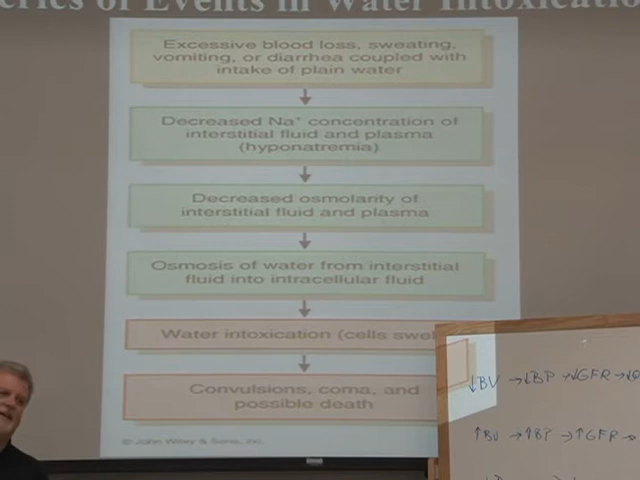 eries of Events in Water Intoxication
Excessive blood loss, sweating,
vomiting, or diarrhea coupled with
intake of plain water
Decreased Na⁺ concentration of
interstitial fluid and plasma
(hyponatremia)
Decreased osmolarity of
interstitial fluid and plasma
Osmosis of water from interstitial
fluid into intracellular fluid
Water intoxication (cells swel
Convulsions, coma, and
possible death
© John Wiley & Sons, Inc.
↓BV → ↓BP → ↓GFR → ↓
↑BV → ↑BP → ↑GFR →